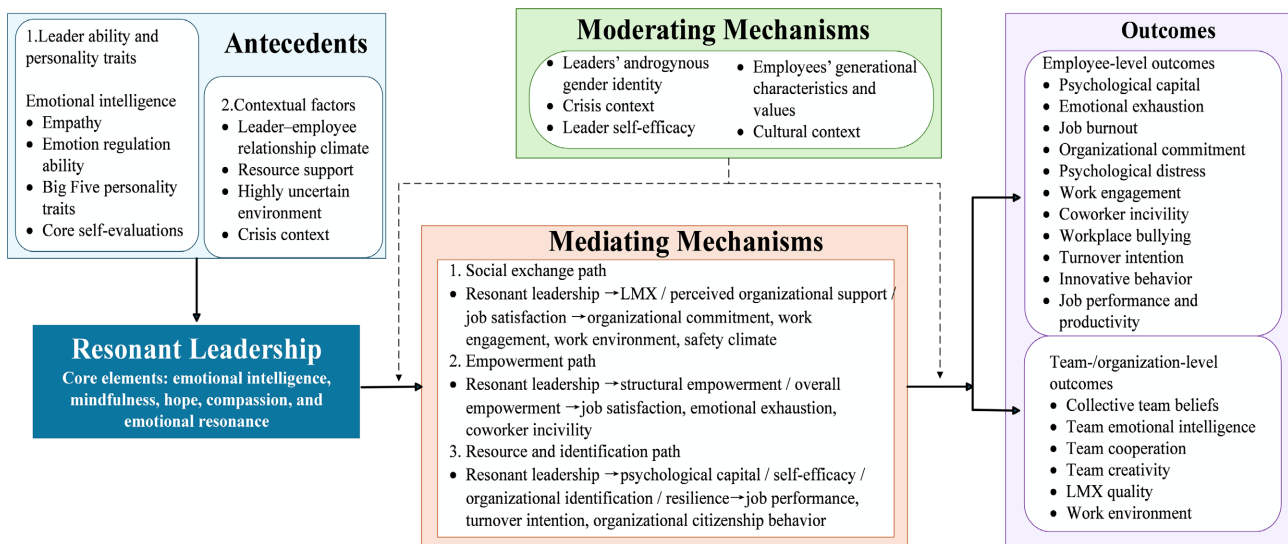 Antecedents
1.Leader ability and
personality traits
Emotional intelligence
• Empathy
• Emotion regulation
ability
• Big Five personality
traits
• Core self-evaluations
2.Contextual factors
• Leader–employee
relationship climate
• Resource support
• Highly uncertain
environment
• Crisis context
Resonant Leadership
Core elements: emotional intelligence,
mindfulness, hope, compassion, and
emotional resonance
Moderating Mechanisms
• Leaders’ androgynous
gender identity
• Crisis context
• Leader self-efficacy
• Employees’ generational
characteristics and
values
• Cultural context
Mediating Mechanisms
1. Social exchange path
• Resonant leadership →LMX / perceived organizational support /
job satisfaction →organizational commitment, work
engagement, work environment, safety climate
2. Empowerment path
• Resonant leadership →structural empowerment / overall
empowerment →job satisfaction, emotional exhaustion,
coworker incivility
3. Resource and identification path
• Resonant leadership →psychological capital / self-efficacy /
organizational identification / resilience→job performance,
turnover intention, organizational citizenship behavior
Outcomes
Employee-level outcomes
• Psychological capital
• Emotional exhaustion
• Job burnout
• Organizational commitment
• Psychological distress
• Work engagement
• Coworker incivility
• Workplace bullying
• Turnover intention
• Innovative behavior
• Job performance and
productivity
Team-/organization-level
outcomes
• Collective team beliefs
• Team emotional intelligence
• Team cooperation
• Team creativity
• LMX quality
• Work environment